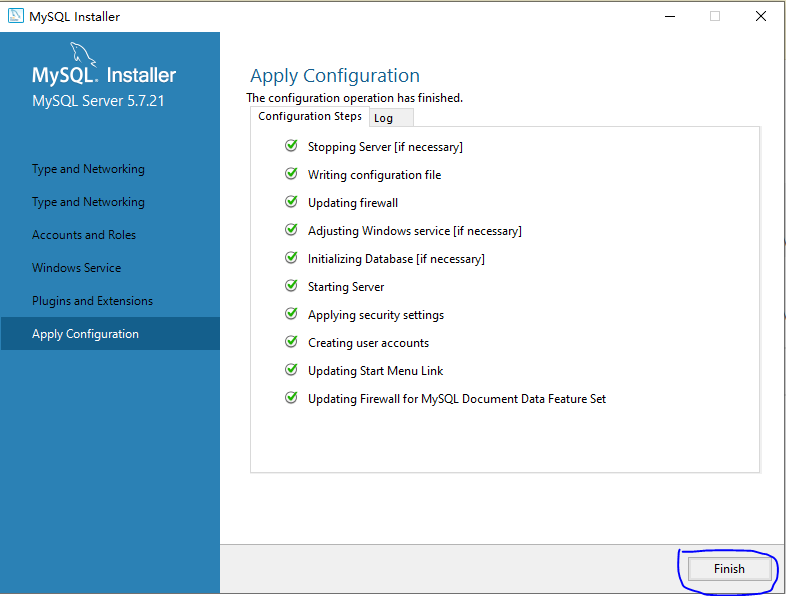 MySQL Installer
MySQL. Installer
MySQL Server 5.7.21
Type and Networking
Type and Networking
Accounts and Roles
Windows Service
Plugins and Extensions
Apply Configuration
Apply Configuration
The configuration operation has finished.
Configuration Steps Log
Stopping Server [if necessary]
Writing configuration file
Updating firewall
Adjusting Windows service [if necessary]
Initializing Database [if necessary]
Starting Server
Applying security settings
Creating user accounts
Updating Start Menu Link
Updating Firewall for MySQL Document Data Feature Set
Finish